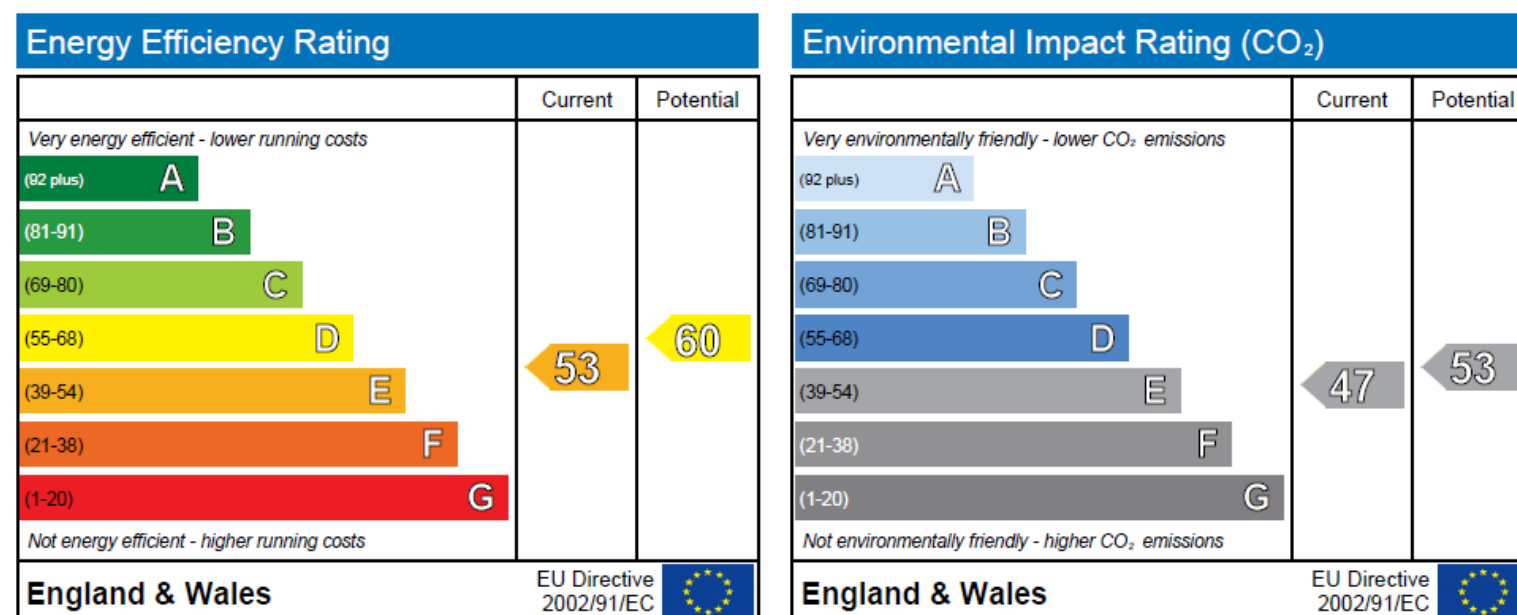 Energy Efficiency Rating
Current Potential
Very energy efficient - lower running costs
(92 plus) A
(81-91) B
(69-80) C
(55-68) D
(39-54) E
(21-38) F
(1-20) G
53
60
Not energy efficient - higher running costs
England & Wales
EU Directive
2002/91/EC
Environmental Impact Rating (CO₂)
Current Potential
Very environmentally friendly - lower CO₂ emissions
(92 plus) A
(81-91) B
(69-80) C
(55-68) D
(39-54) E
(21-38) F
(1-20) G
47
53
Not environmentally friendly - higher CO₂ emissions
England & Wales
EU Directive
2002/91/EC